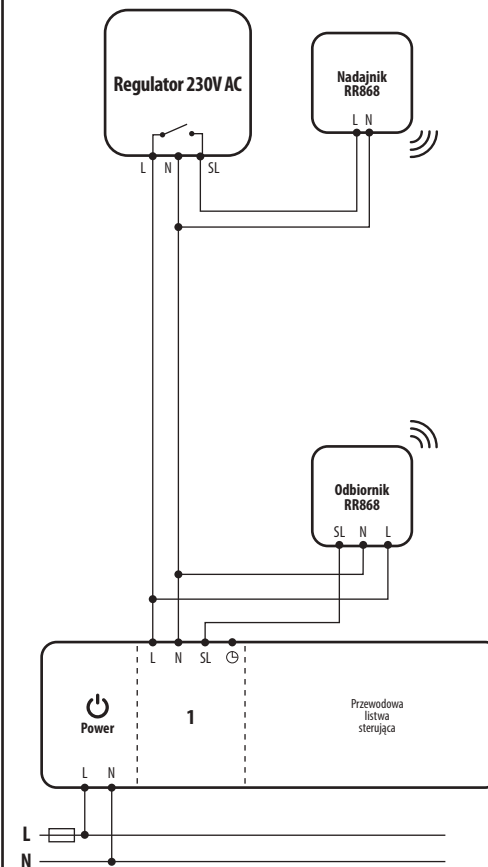 Regulator 230V AC
Nadajnik
RR868
L N
L N SL
Odbiornik
RR868
SL N L
L N SL
Power
1
Przewodowa
listwa
sterująca
L N
L
N